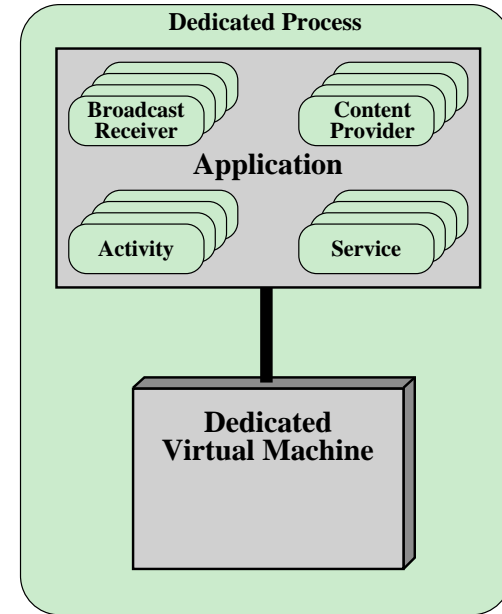 Dedicated Process
Broadcast
Receiver
Content
Provider
Application
Activity
Service
Dedicated
Virtual Machine